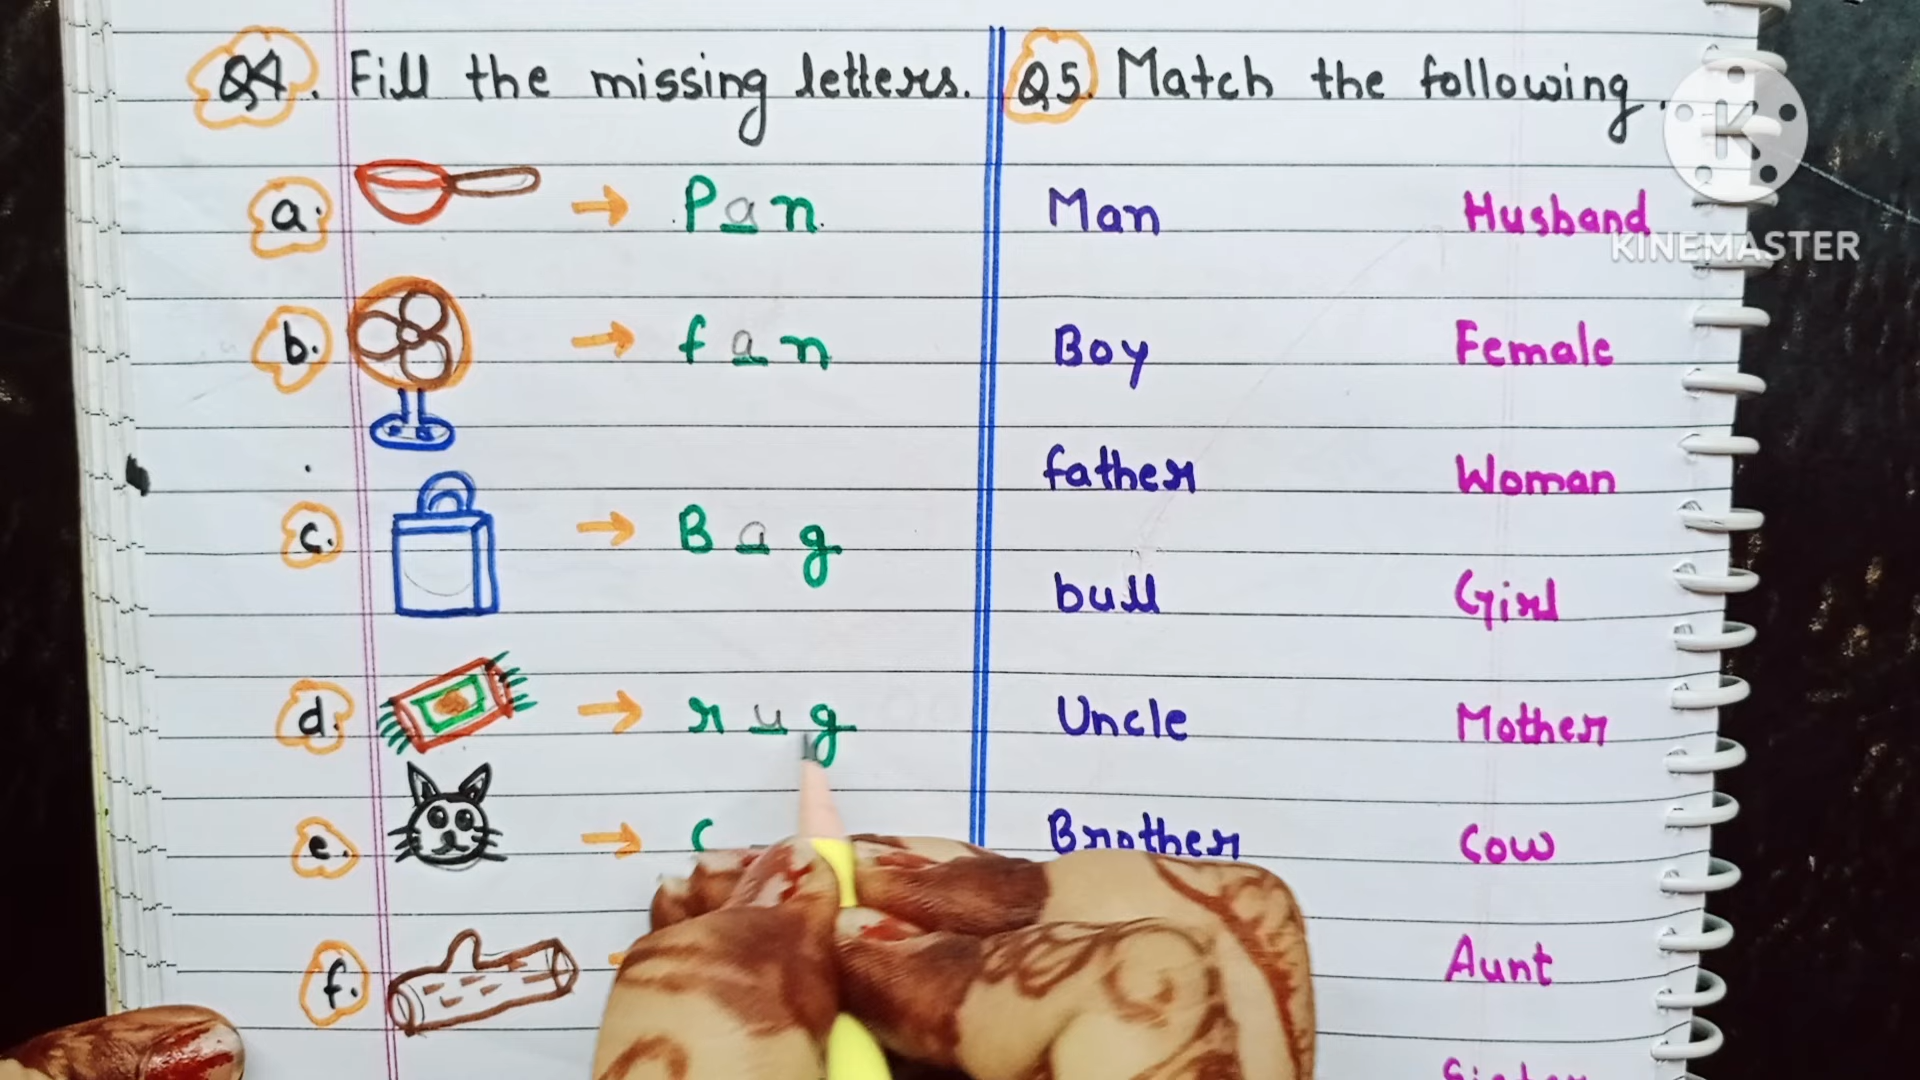 Q4. Fill the missing letters.
a. → Pan
b. → fan
c. → Bag
d. → rug
e. → C
f.
Q5. Match the following.
Man Husband
Boy Female
father Woman
bull Girl
Uncle Mother
Brother Cow
Aunt
K
KINEMASTER